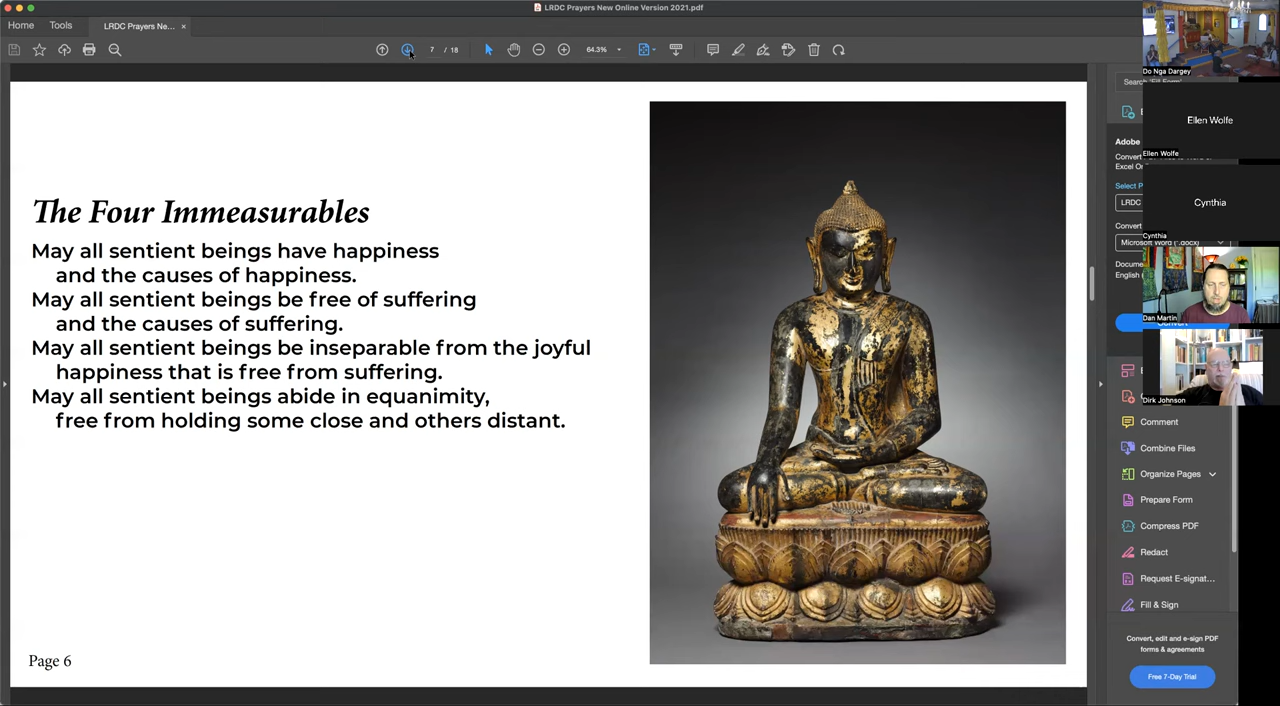 LRDC Prayers New Online Version 2021.pdf
Home
Tools
LRDC Prayers Ne...
7 / 18
64.3%
The Four Immeasurables
May all sentient beings have happiness
and the causes of happiness.
May all sentient beings be free of suffering
and the causes of suffering.
May all sentient beings be inseparable from the joyful
happiness that is free from suffering.
May all sentient beings abide in equanimity,
free from holding some close and others distant.
Page 6
Do Nga Dargey
Ellen Wolfe
Ellen Wolfe
Cynthia
Cynthia
Dan Martin
Dirk Johnson
Adobe
Select P
LRDC
Convert
Microsoft Word (*.docx)
Docume
English (
Convert
Comment
Combine Files
Organize Pages
Prepare Form
Compress PDF
Redact
Request E-signat...
Fill & Sign
Convert, edit and e-sign PDF
forms & agreements
Free 7-Day Trial